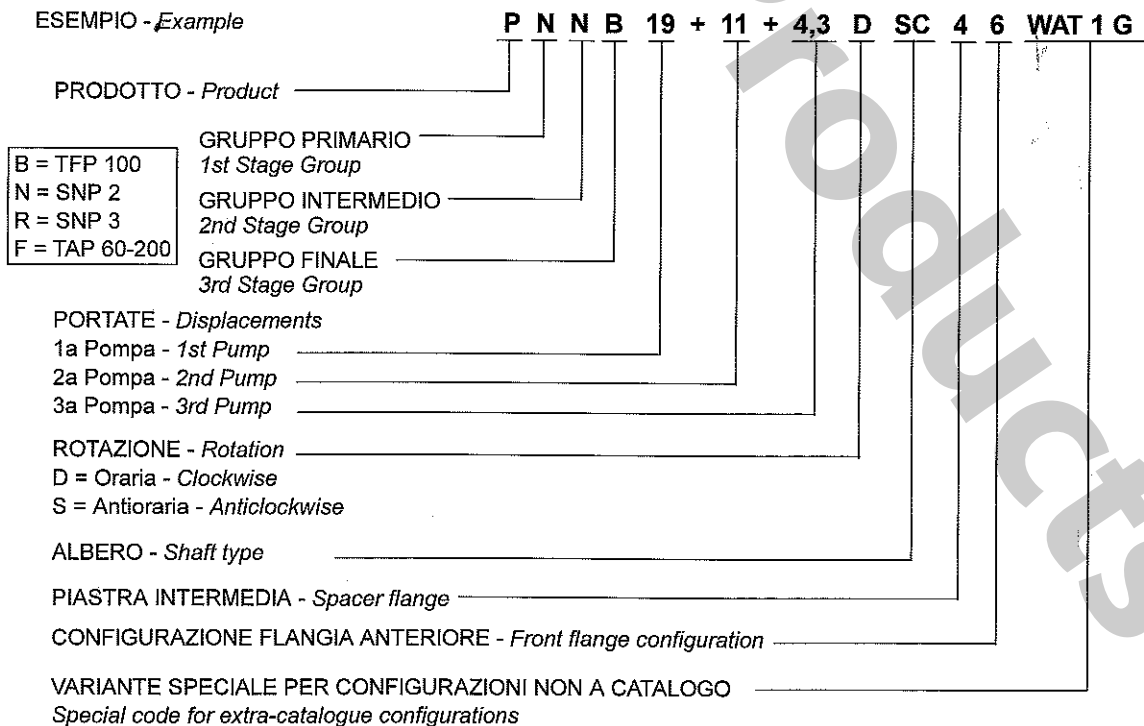 ESEMPIO - Example P N N B 19 + 11 + 4,3 D SC 4 6 WAT 1 G
PRODOTTO - Product
GRUPPO PRIMARIO
1st Stage Group
B = TFP 100
N = SNP 2
R = SNP 3
F = TAP 60-200
GRUPPO INTERMEDIO
2nd Stage Group
GRUPPO FINALE
3rd Stage Group
PORTATE - Displacements
1a Pompa - 1st Pump
2a Pompa - 2nd Pump
3a Pompa - 3rd Pump
ROTAZIONE - Rotation
D = Oraria - Clockwise
S = Antioraria - Anticlockwise
ALBERO - Shaft type
PIASTRA INTERMEDIA - Spacer flange
CONFIGURAZIONE FLANGIA ANTERIORE - Front flange configuration
VARIANTE SPECIALE PER CONFIGURAZIONI NON A CATALOGO
Special code for extra-catalogue configurations
roducts